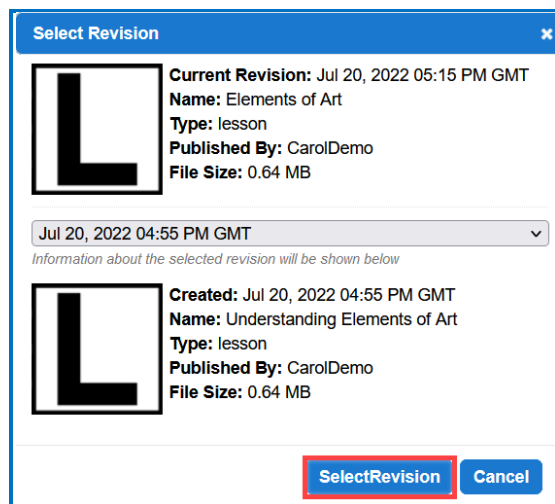 Select Revision ×
L
Current Revision: Jul 20, 2022 05:15 PM GMT
Name: Elements of Art
Type: lesson
Published By: CarolDemo
File Size: 0.64 MB
Jul 20, 2022 04:55 PM GMT
Information about the selected revision will be shown below
L
Created: Jul 20, 2022 04:55 PM GMT
Name: Understanding Elements of Art
Type: lesson
Published By: CarolDemo
File Size: 0.64 MB
SelectRevision Cancel